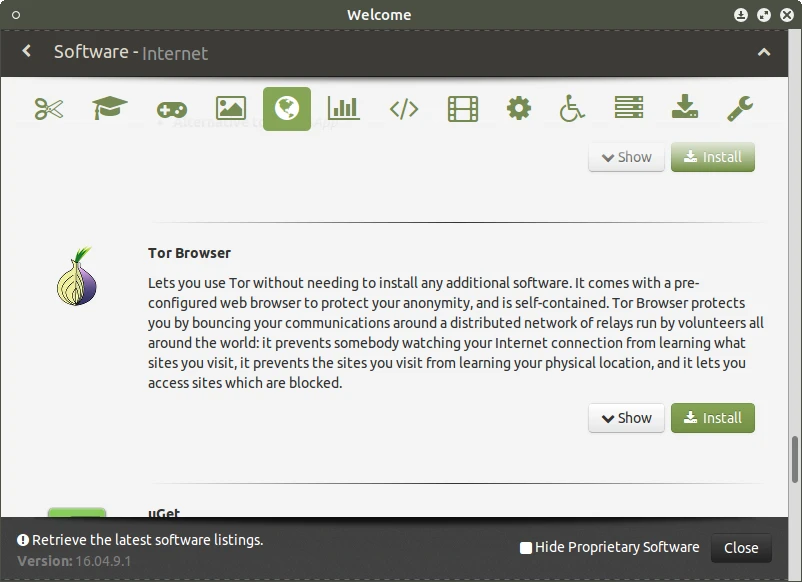 Welcome
Software - Internet
Show
Install
Tor Browser
Lets you use Tor without needing to install any additional software. It comes with a pre-
configured web browser to protect your anonymity, and is self-contained. Tor Browser protects
you by bouncing your communications around a distributed network of relays run by volunteers all
around the world: it prevents somebody watching your Internet connection from learning what
sites you visit, it prevents the sites you visit from learning your physical location, and it lets you
access sites which are blocked.
Show
Install
uGet
Retrieve the latest software listings.
Version: 16.04.9.1
Hide Proprietary Software
Close